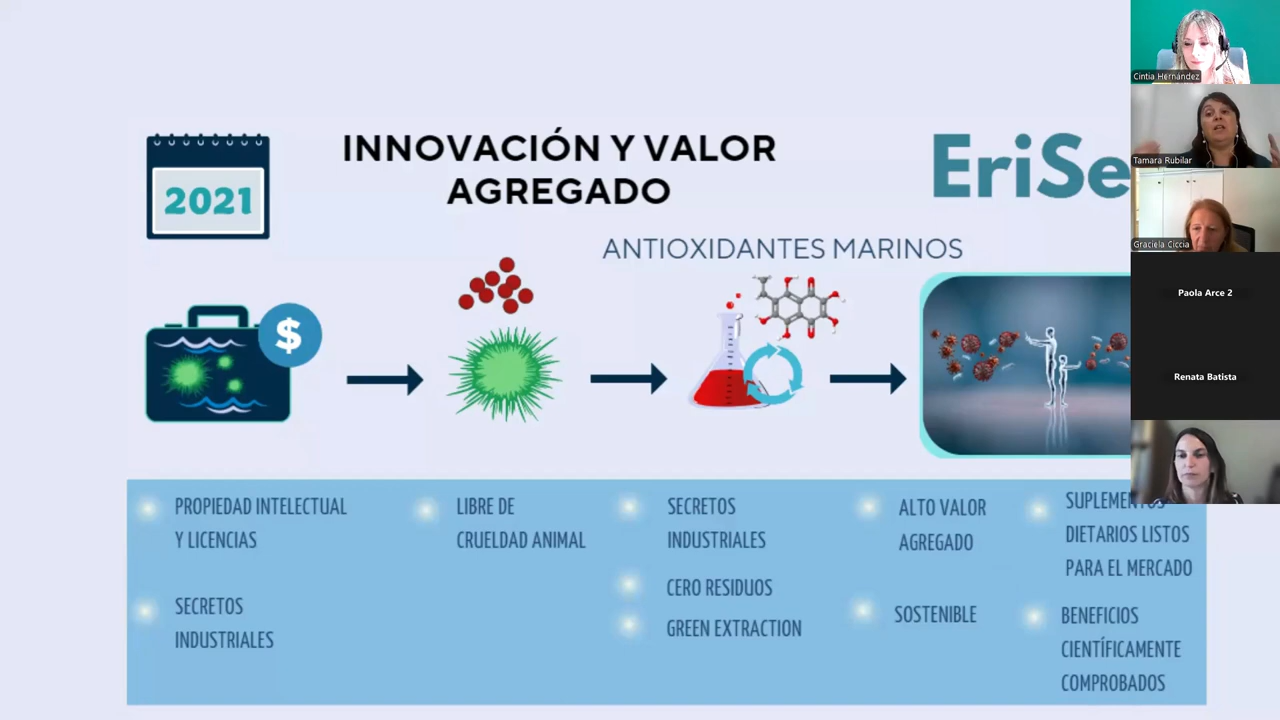 2021
INNOVACIÓN Y VALOR
AGREGADO
EriSe
ANTIOXIDANTES MARINOS
$
PROPIEDAD INTELECTUAL
Y LICENCIAS
SECRETOS
INDUSTRIALES
LIBRE DE
CRUELDAD ANIMAL
SECRETOS
INDUSTRIALES
CERO RESIDUOS
GREEN EXTRACTION
ALTO VALOR
AGREGADO
SOSTENIBLE
SUPLEMENTOS
DIETARIOS LISTOS
PARA EL MERCADO
BENEFICIOS
CIENTÍFICAMENTE
COMPROBADOS
Cintia Hernández
Tamara Rubilar
Graciela Ciccia
Paola Arce 2
Renata Batista